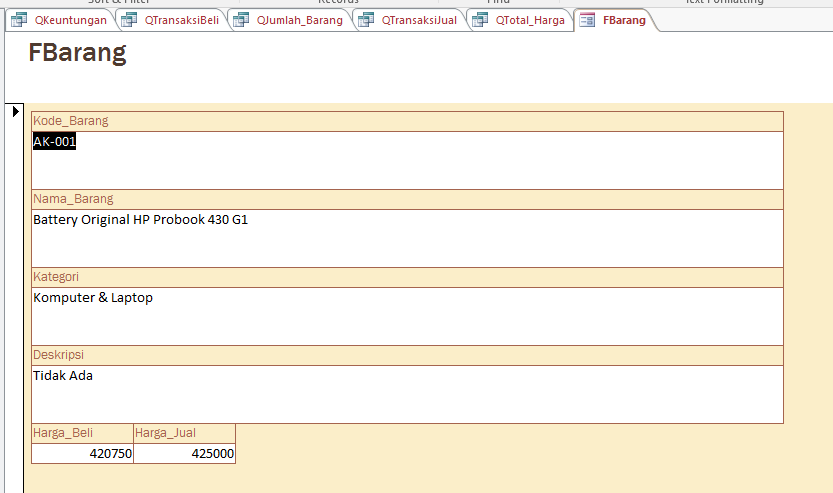 Sort & Filter Records Find Text Formatting
QKeuntungan QTransaksiBeli QJumlah_Barang QTransaksiJual QTotal_Harga FBarang
FBarang
Kode_Barang
AK-001
Nama_Barang
Battery Original HP Probook 430 G1
Kategori
Komputer & Laptop
Deskripsi
Tidak Ada
Harga_Beli Harga_Jual
420750 425000